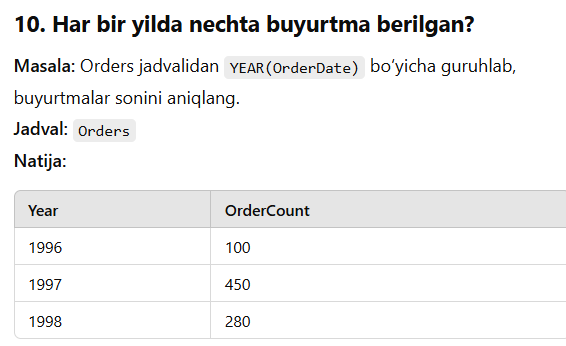 10. Har bir yilda nechta buyurtma berilgan?
Masala: Orders jadvalidan YEAR(OrderDate) bo‘yicha guruhlab,
buyurtmalar sonini aniqlang.
Jadval: Orders
Natija:
Year OrderCount
1996 100
1997 450
1998 280